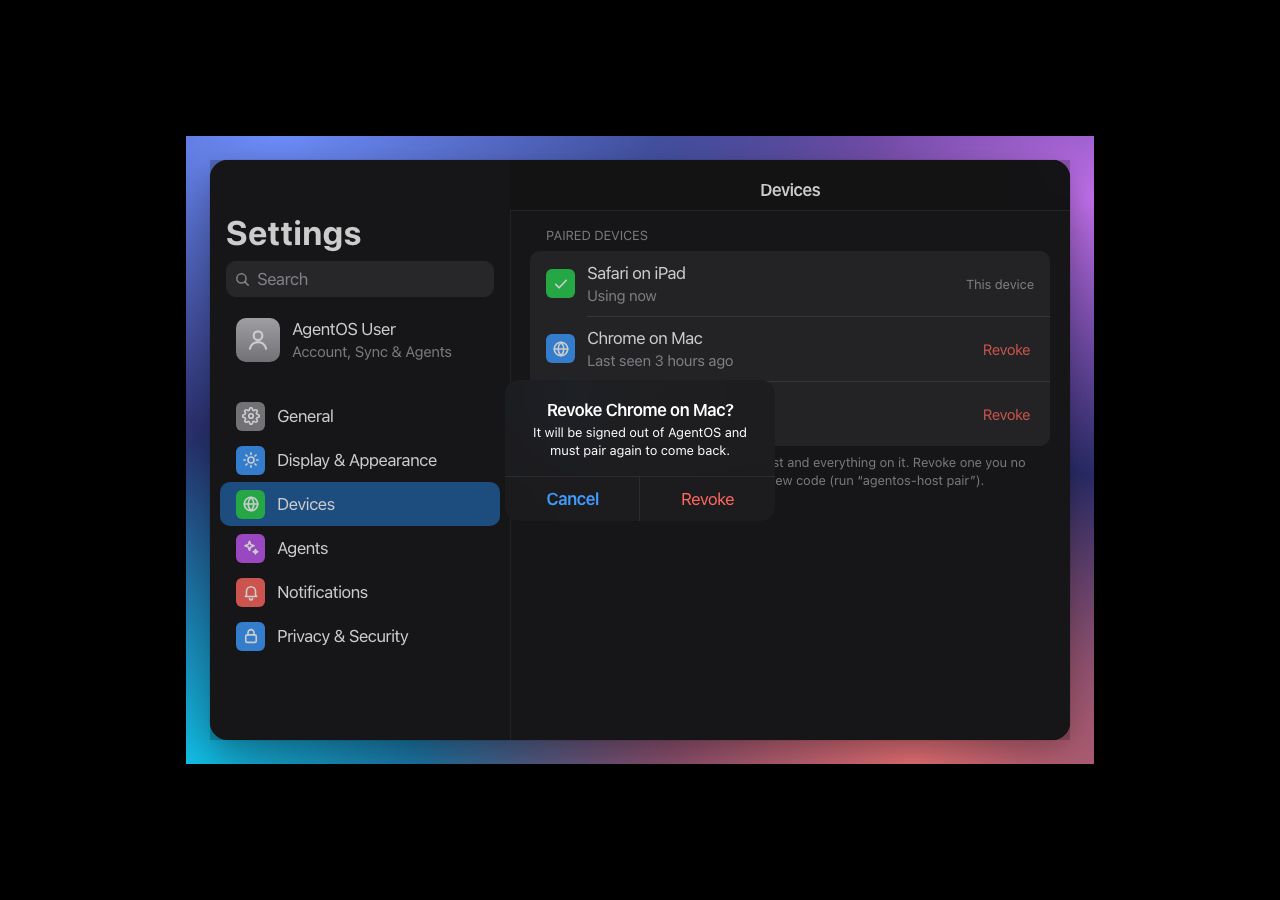 Settings
Search
AgentOS User
Account, Sync & Agents
General
Display & Appearance
Devices
Agents
Notifications
Privacy & Security
Devices
PAIRED DEVICES
Safari on iPad
Using now
This device
Chrome on Mac
Last seen 3 hours ago
Revoke
Revoke
and everything on it. Revoke one you no
code (run “agentos-host pair”).
Revoke Chrome on Mac?
It will be signed out of AgentOS and
must pair again to come back.
Cancel
Revoke